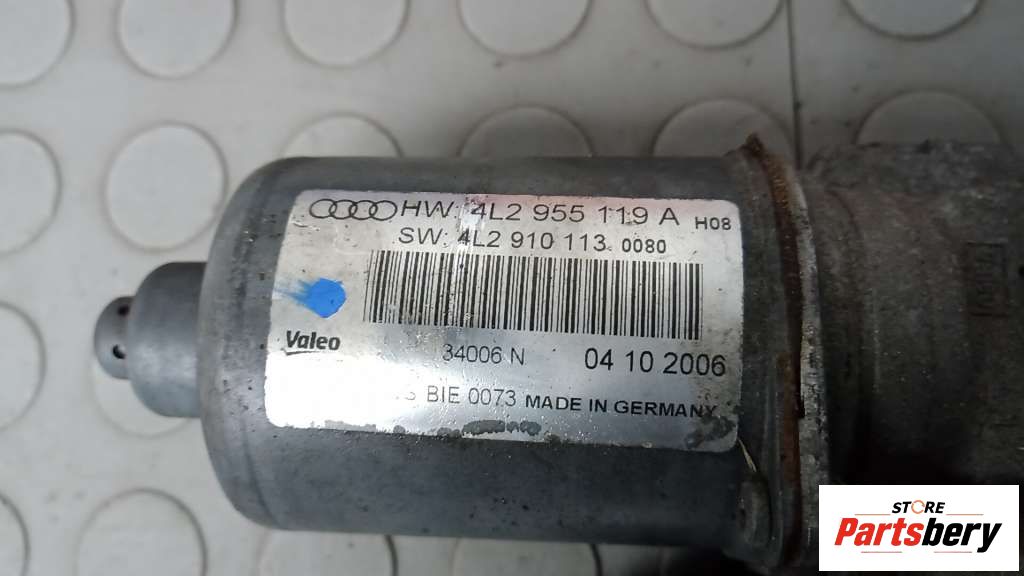 HW: 4L2 955 119 A H08
SW: 4L2 910 113 0080
Valeo 34006 N 04 10 2006
BIE 0073 MADE IN GERMANY
STORE
Partsbery